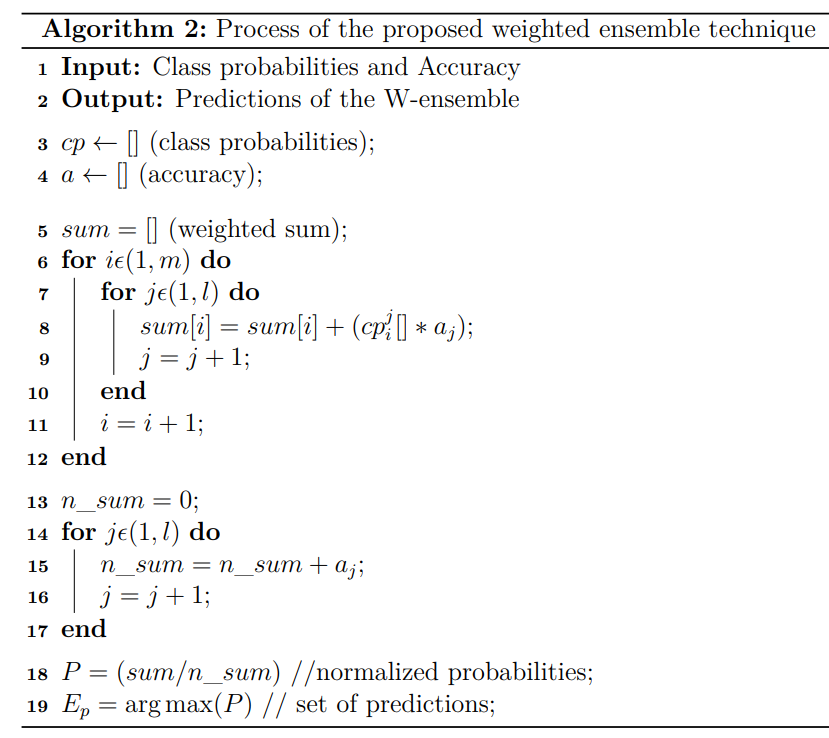 Algorithm 2: Process of the proposed weighted ensemble technique
1 Input: Class probabilities and Accuracy
2 Output: Predictions of the W-ensemble
3 cp ← [] (class probabilities);
4 a ← [] (accuracy);
5 sum = [] (weighted sum);
6 for iϵ(1, m) do
7 for jϵ(1, l) do
8 sum[i] = sum[i] + (cp_i^j[] * a_j);
9 j = j + 1;
10 end
11 i = i + 1;
12 end
13 n_sum = 0;
14 for jϵ(1, l) do
15 n_sum = n_sum + a_j;
16 j = j + 1;
17 end
18 P = (sum/n_sum) //normalized probabilities;
19 E_p = arg max(P) // set of predictions;